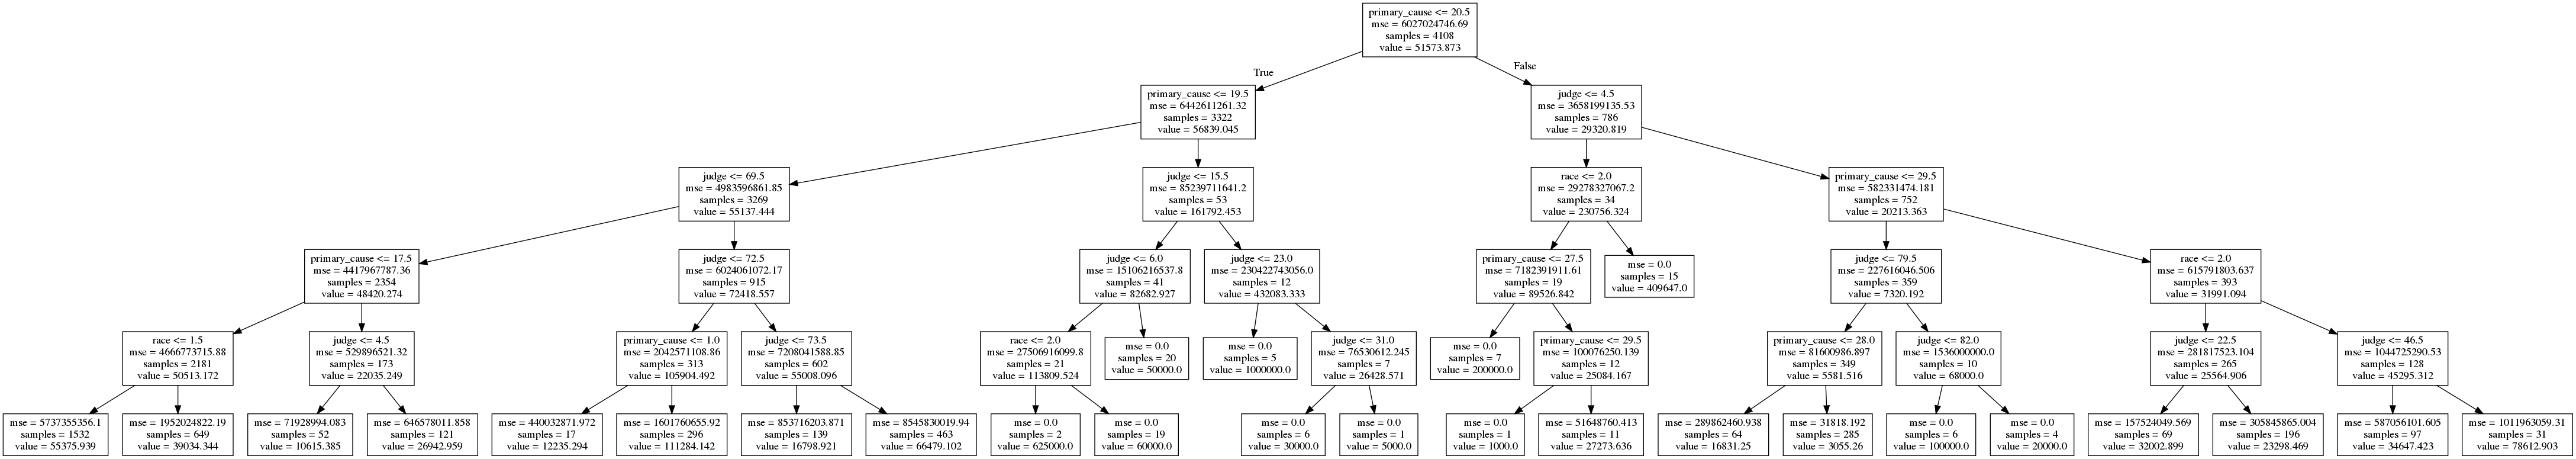 primary_cause <= 20.5
mse = 6027024746.69
samples = 4108
value = 51573.873
True
False
primary_cause <= 19.5
mse = 6442611261.32
samples = 3322
value = 56839.045
judge <= 4.5
mse = 3658199135.53
samples = 786
value = 29320.819
judge <= 69.5
mse = 4983596861.85
samples = 3269
value = 55137.444
judge <= 15.5
mse = 85239711641.2
samples = 53
value = 161792.453
race <= 2.0
mse = 29278327067.2
samples = 34
value = 230756.324
primary_cause <= 29.5
mse = 582331474.181
samples = 752
value = 20213.363
primary_cause <= 17.5
mse = 4417967787.36
samples = 2354
value = 48420.274
judge <= 72.5
mse = 6024061072.17
samples = 915
value = 72418.557
judge <= 6.0
mse = 15106216537.8
samples = 41
value = 82682.927
judge <= 23.0
mse = 230422743056.0
samples = 12
value = 432083.333
primary_cause <= 27.5
mse = 7182391911.61
samples = 19
value = 89526.842
mse = 0.0
samples = 15
value = 409647.0
judge <= 79.5
mse = 227616046.506
samples = 359
value = 7320.192
race <= 2.0
mse = 615791803.637
samples = 393
value = 31991.094
race <= 1.5
mse = 4666773715.88
samples = 2181
value = 50513.172
judge <= 4.5
mse = 529896521.32
samples = 173
value = 22035.249
primary_cause <= 1.0
mse = 2042571108.86
samples = 313
value = 105904.492
judge <= 73.5
mse = 7208041588.85
samples = 602
value = 55008.096
race <= 2.0
mse = 27506916099.8
samples = 21
value = 113809.524
mse = 0.0
samples = 20
value = 50000.0
mse = 0.0
samples = 5
value = 1000000.0
judge <= 31.0
mse = 76530612.245
samples = 7
value = 26428.571
mse = 0.0
samples = 7
value = 200000.0
primary_cause <= 29.5
mse = 100076250.139
samples = 12
value = 25084.167
primary_cause <= 28.0
mse = 81600986.897
samples = 349
value = 5581.516
judge <= 82.0
mse = 1536000000.0
samples = 10
value = 68000.0
judge <= 22.5
mse = 281817523.104
samples = 265
value = 25564.906
judge <= 46.5
mse = 1044725290.53
samples = 128
value = 45295.312
mse = 5737355356.1
samples = 1532
value = 55375.939
mse = 1952024822.19
samples = 649
value = 39034.344
mse = 71928994.083
samples = 52
value = 10615.385
mse = 646578011.858
samples = 121
value = 26942.959
mse = 440032871.972
samples = 17
value = 12235.294
mse = 1601760655.92
samples = 296
value = 111284.142
mse = 853716203.871
samples = 139
value = 16798.921
mse = 8545830019.94
samples = 463
value = 66479.102
mse = 0.0
samples = 2
value = 625000.0
mse = 0.0
samples = 19
value = 60000.0
mse = 0.0
samples = 6
value = 30000.0
mse = 0.0
samples = 1
value = 5000.0
mse = 0.0
samples = 1
value = 1000.0
mse = 51648760.413
samples = 11
value = 27273.636
mse = 289862460.938
samples = 64
value = 16831.25
mse = 31818.192
samples = 285
value = 3055.26
mse = 0.0
samples = 6
value = 100000.0
mse = 0.0
samples = 4
value = 20000.0
mse = 157524049.569
samples = 69
value = 32002.899
mse = 305845865.004
samples = 196
value = 23298.469
mse = 587056101.605
samples = 97
value = 34647.423
mse = 1011963059.31
samples = 31
value = 78612.903